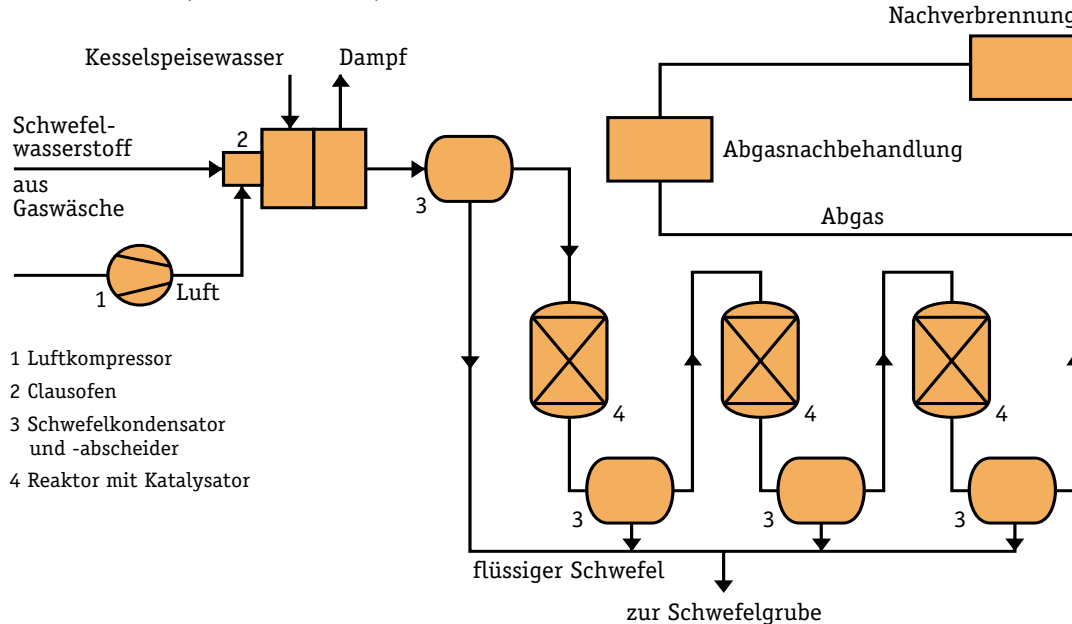 Nachverbrennung
Kesselspeisewasser
Dampf
Schwefel-
wasserstoff
2
aus
Gaswäsche
3
Abgasnachbehandlung
Abgas
1
Luft
4
4
4
1 Luftkompressor
2 Clausofen
3 Schwefelkondensator
und -abscheider
4 Reaktor mit Katalysator
3
3
3
flüssiger Schwefel
zur Schwefelgrube